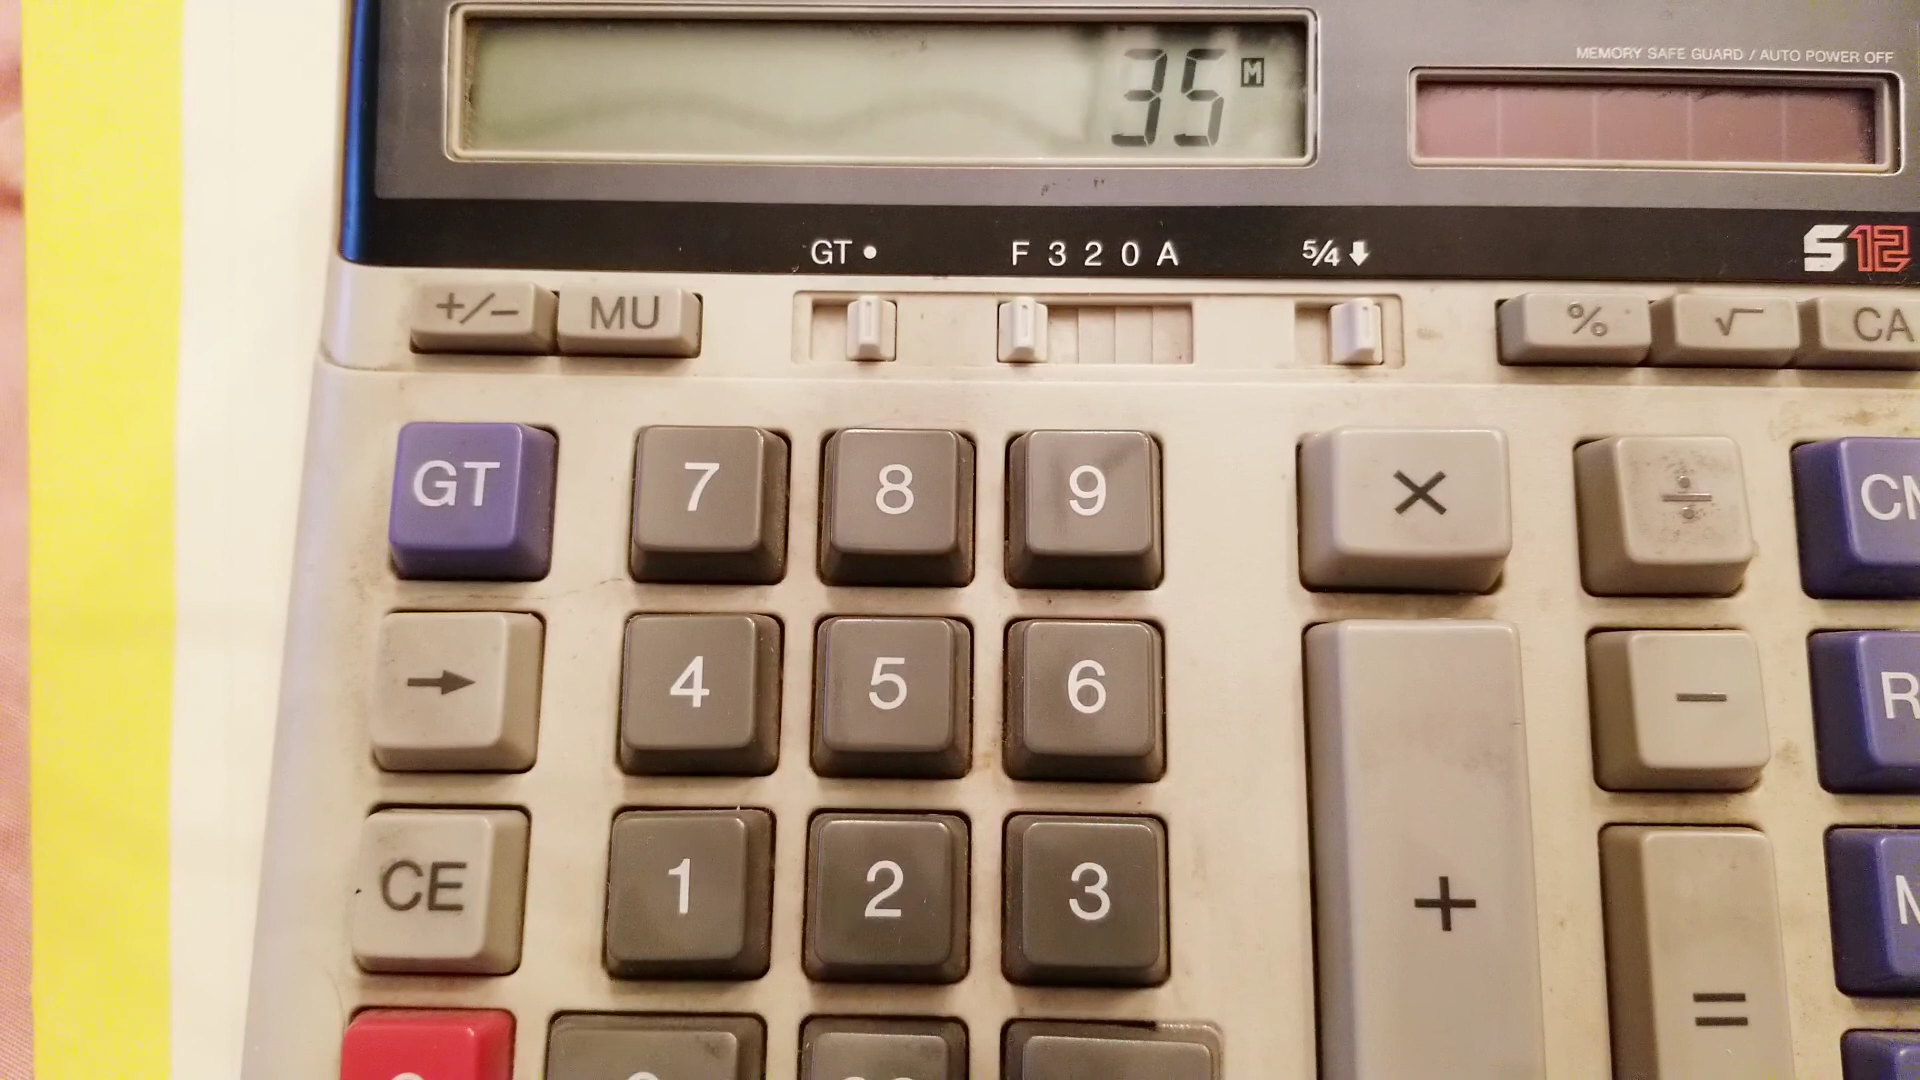 35 M
MEMORY SAFE GUARD / AUTO POWER OFF
GT • F 3 2 0 A 5/4 ⬇ S12
+/− MU % √ CA
GT 7 8 9 × ÷
→ 4 5 6 −
CE 1 2 3 + =